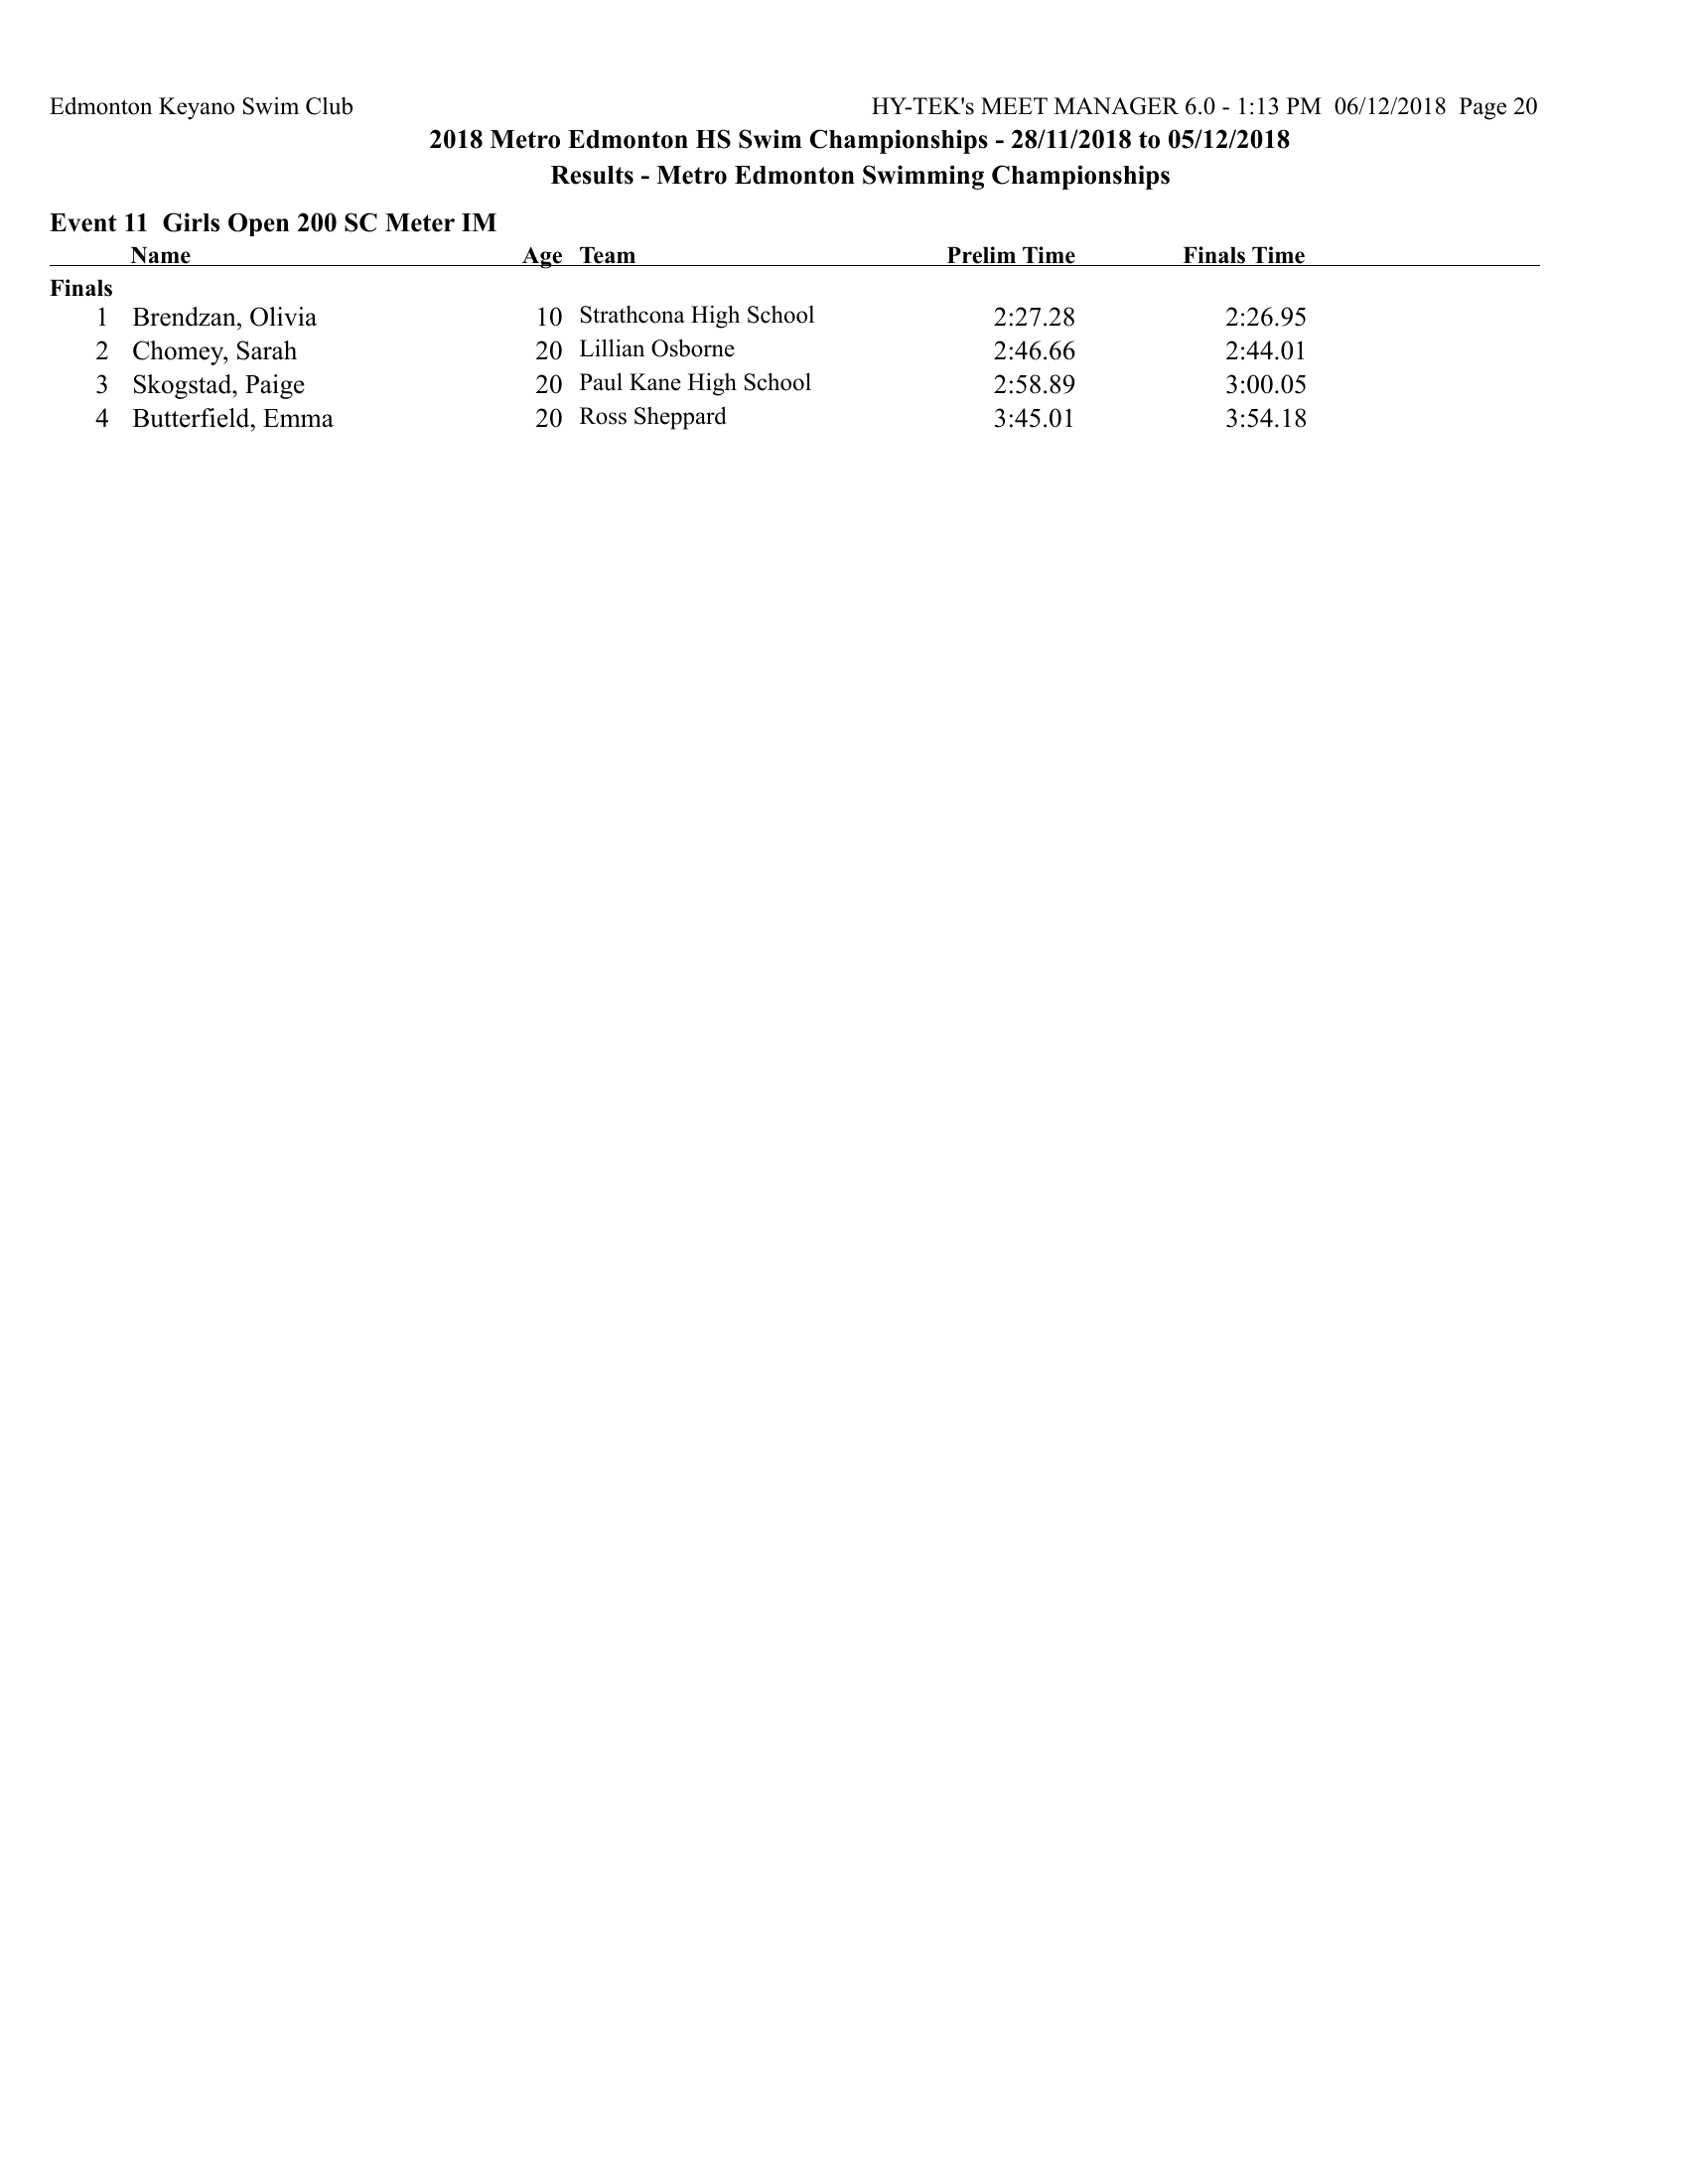 Edmonton Keyano Swim Club HY-TEK's MEET MANAGER 6.0 - 1:13 PM 06/12/2018 Page 20
2018 Metro Edmonton HS Swim Championships - 28/11/2018 to 05/12/2018
Results - Metro Edmonton Swimming Championships
Event 11 Girls Open 200 SC Meter IM
Name Age Team Prelim Time Finals Time
Finals
1 Brendzan, Olivia 10 Strathcona High School 2:27.28 2:26.95
2 Chomey, Sarah 20 Lillian Osborne 2:46.66 2:44.01
3 Skogstad, Paige 20 Paul Kane High School 2:58.89 3:00.05
4 Butterfield, Emma 20 Ross Sheppard 3:45.01 3:54.18